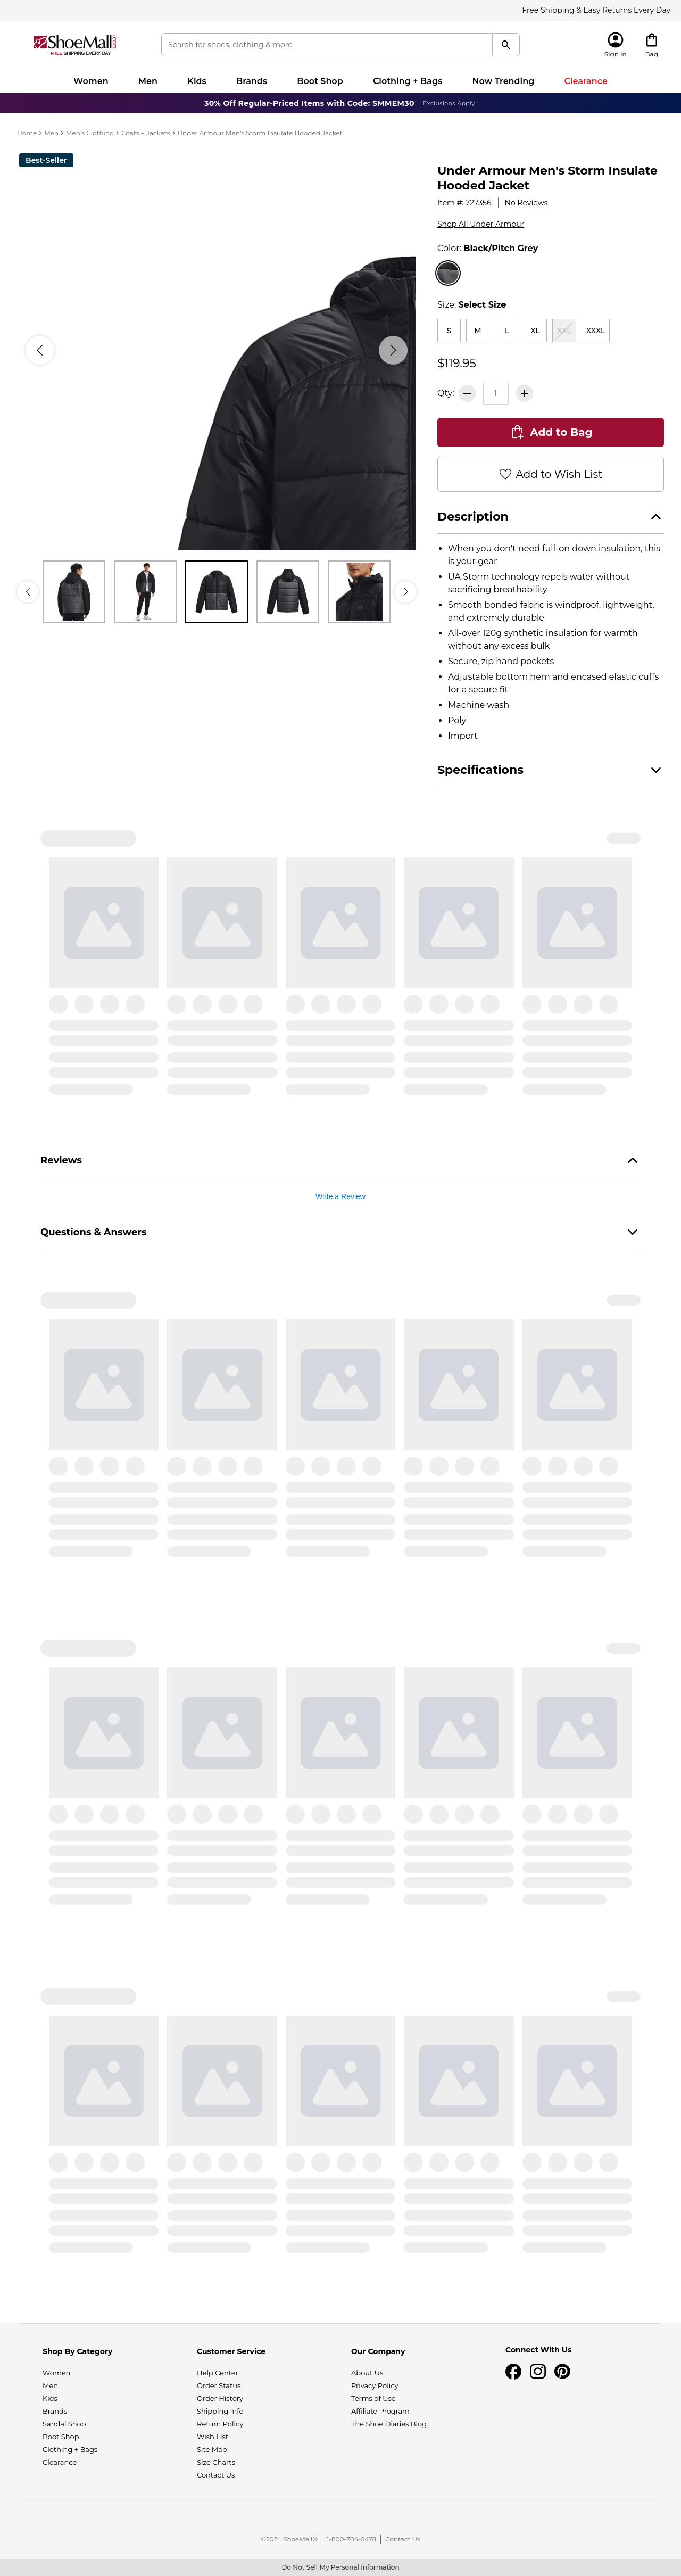 Free Shipping & Easy Returns Every Day
ShoeMall.com
FREE SHIPPING EVERY DAY
Search for shoes, clothing & more
Sign In
Bag
Women Men Kids Brands Boot Shop Clothing + Bags Now Trending Clearance
30% Off Regular-Priced Items with Code: SMMEM30 Exclusions Apply
Home > Men > Men's Clothing > Coats + Jackets > Under Armour Men's Storm Insulate Hooded Jacket
Best-Seller
Under Armour Men's Storm Insulate
Hooded Jacket
Item #: 727356 | No Reviews
Shop All Under Armour
Color: Black/Pitch Grey
Size: Select Size
S M L XL XXL XXXL
$119.95
Qty: 1
Add to Bag
Add to Wish List
Description
• When you don't need full-on down insulation, this
is your gear
• UA Storm technology repels water without
sacrificing breathability
• Smooth bonded fabric is windproof, lightweight,
and extremely durable
• All-over 120g synthetic insulation for warmth
without any excess bulk
• Secure, zip hand pockets
• Adjustable bottom hem and encased elastic cuffs
for a secure fit
• Machine wash
• Poly
• Import
Specifications
Reviews
Write a Review
Questions & Answers
Shop By Category
Women
Men
Kids
Brands
Sandal Shop
Boot Shop
Clothing + Bags
Clearance
Customer Service
Help Center
Order Status
Order History
Shipping Info
Return Policy
Wish List
Site Map
Size Charts
Contact Us
Our Company
About Us
Privacy Policy
Terms of Use
Affiliate Program
The Shoe Diaries Blog
Connect With Us
©2024 ShoeMall® | 1-800-704-5478 | Contact Us
Do Not Sell My Personal Information